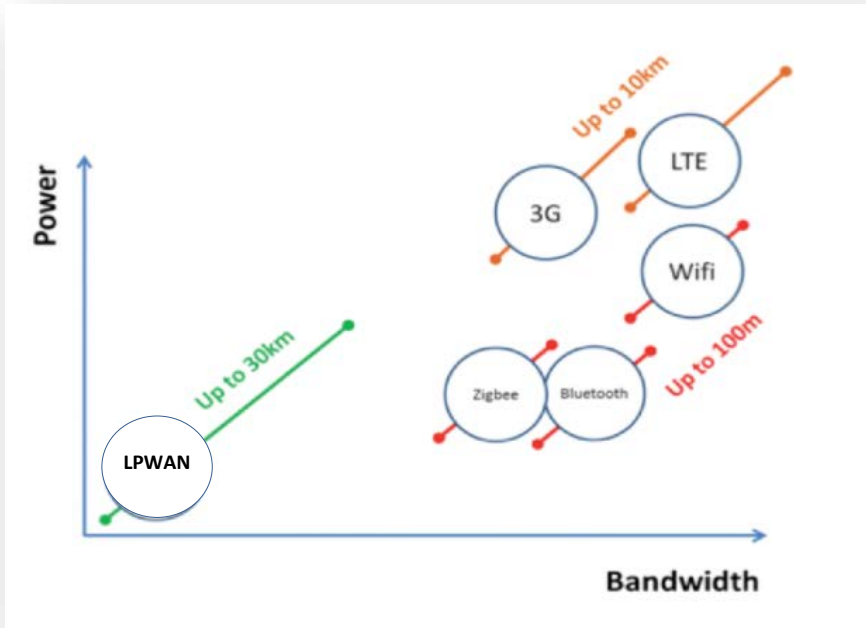 Up to 10km
LTE
3G
Power
Wifi
Up to 30km
Up to 100m
Zigbee
Bluetooth
LPWAN
Bandwidth